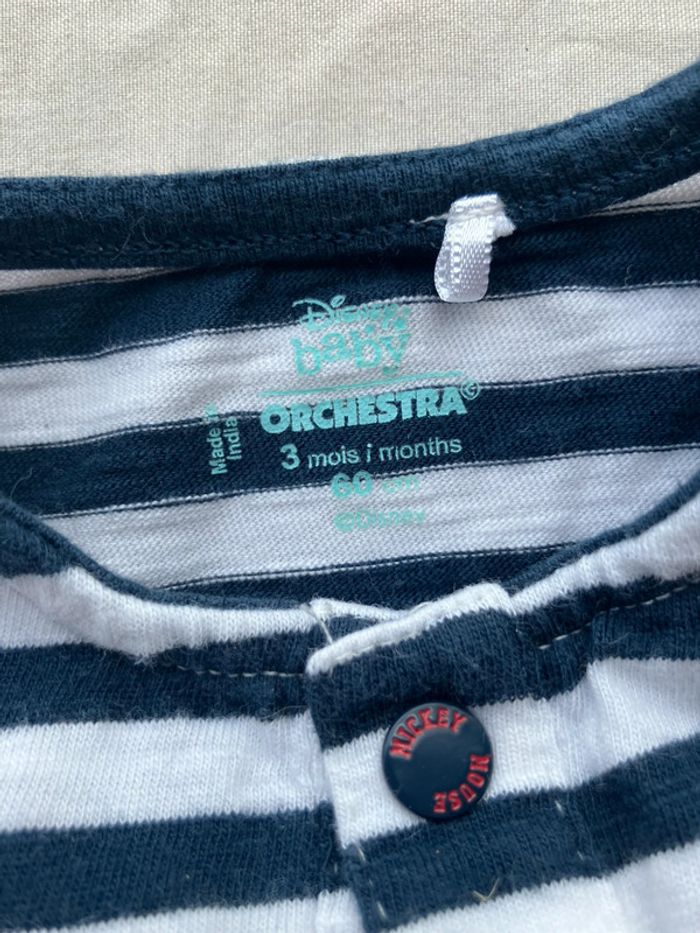 Disney
baby
ORCHESTRA©
Made in
India
3 mois / months
60 cm
©Disney
MICKEY
MOUSE